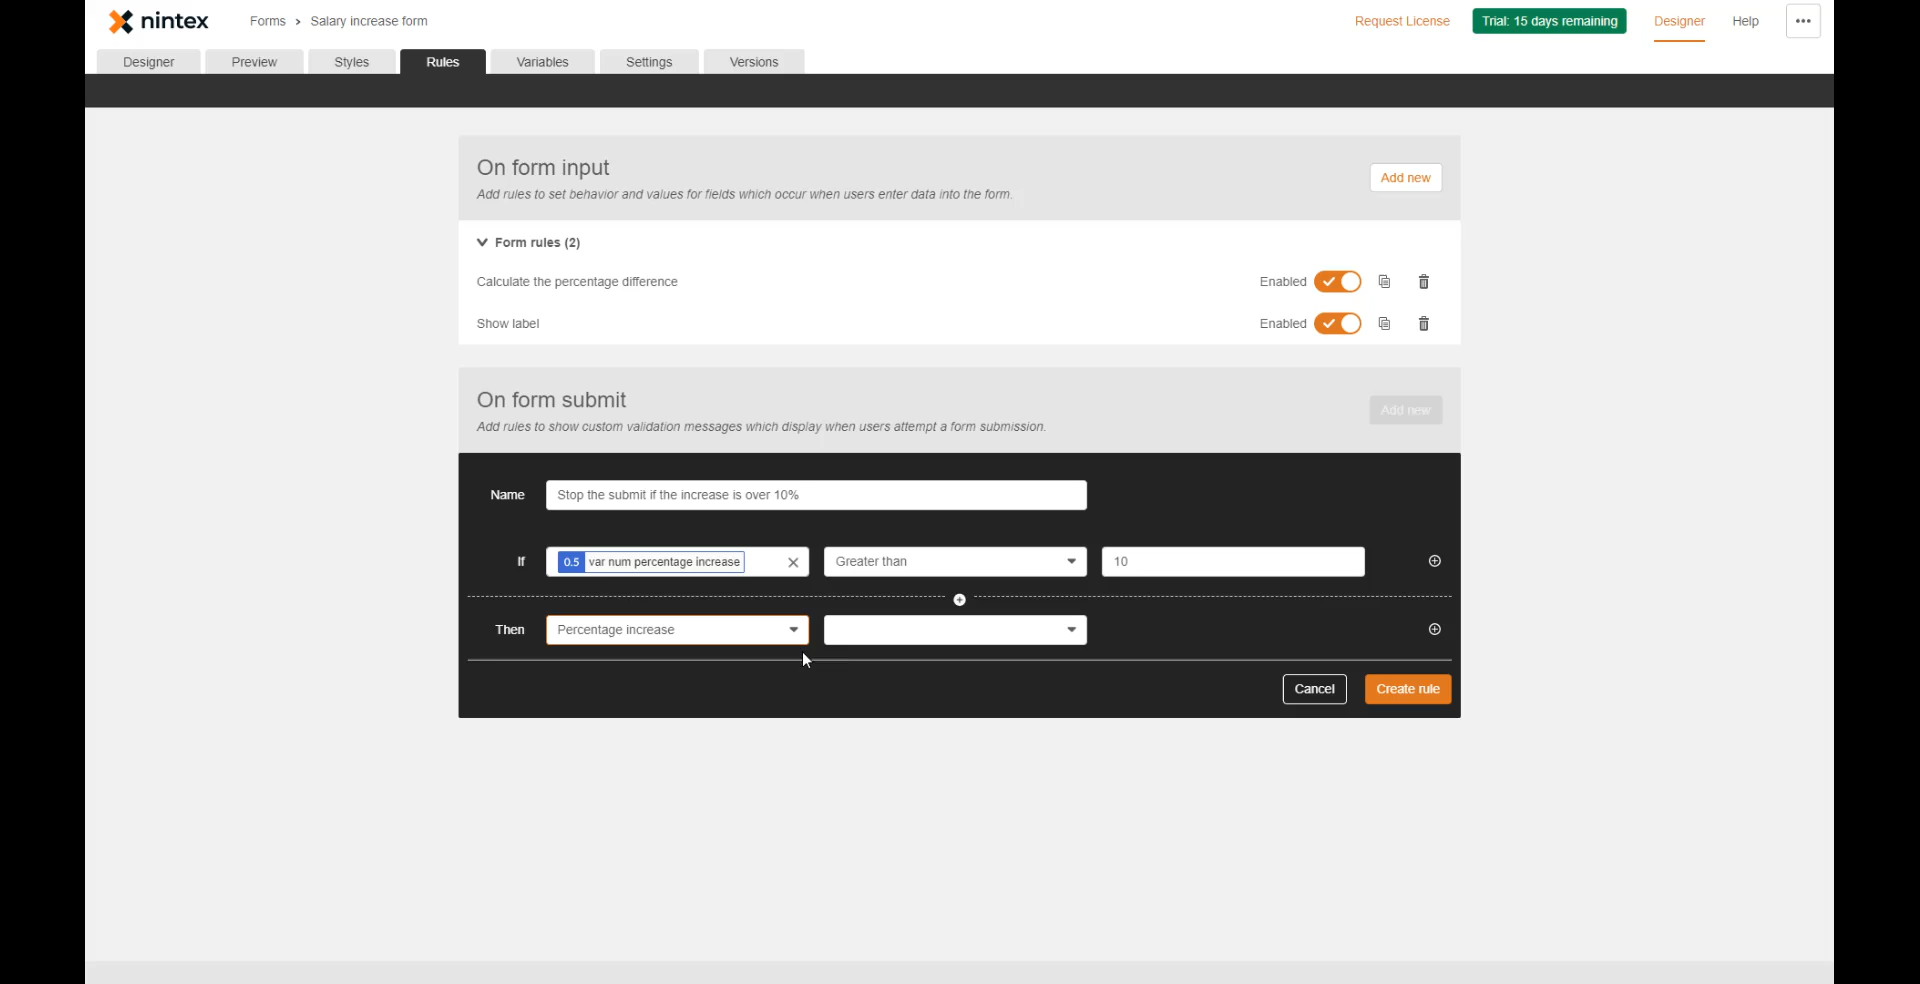 nintex
Forms > Salary increase form
Request License
Trial: 15 days remaining
Designer
Help
Designer
Preview
Styles
Rules
Variables
Settings
Versions
On form input
Add rules to set behavior and values for fields which occur when users enter data into the form.
Add new
Form rules (2)
Calculate the percentage difference
Enabled
Show label
Enabled
On form submit
Add rules to show custom validation messages which display when users attempt a form submission.
Add new
Name
Stop the submit if the increase is over 10%
If
0.5 var num percentage increase
Greater than
10
Then
Percentage increase
Cancel
Create rule